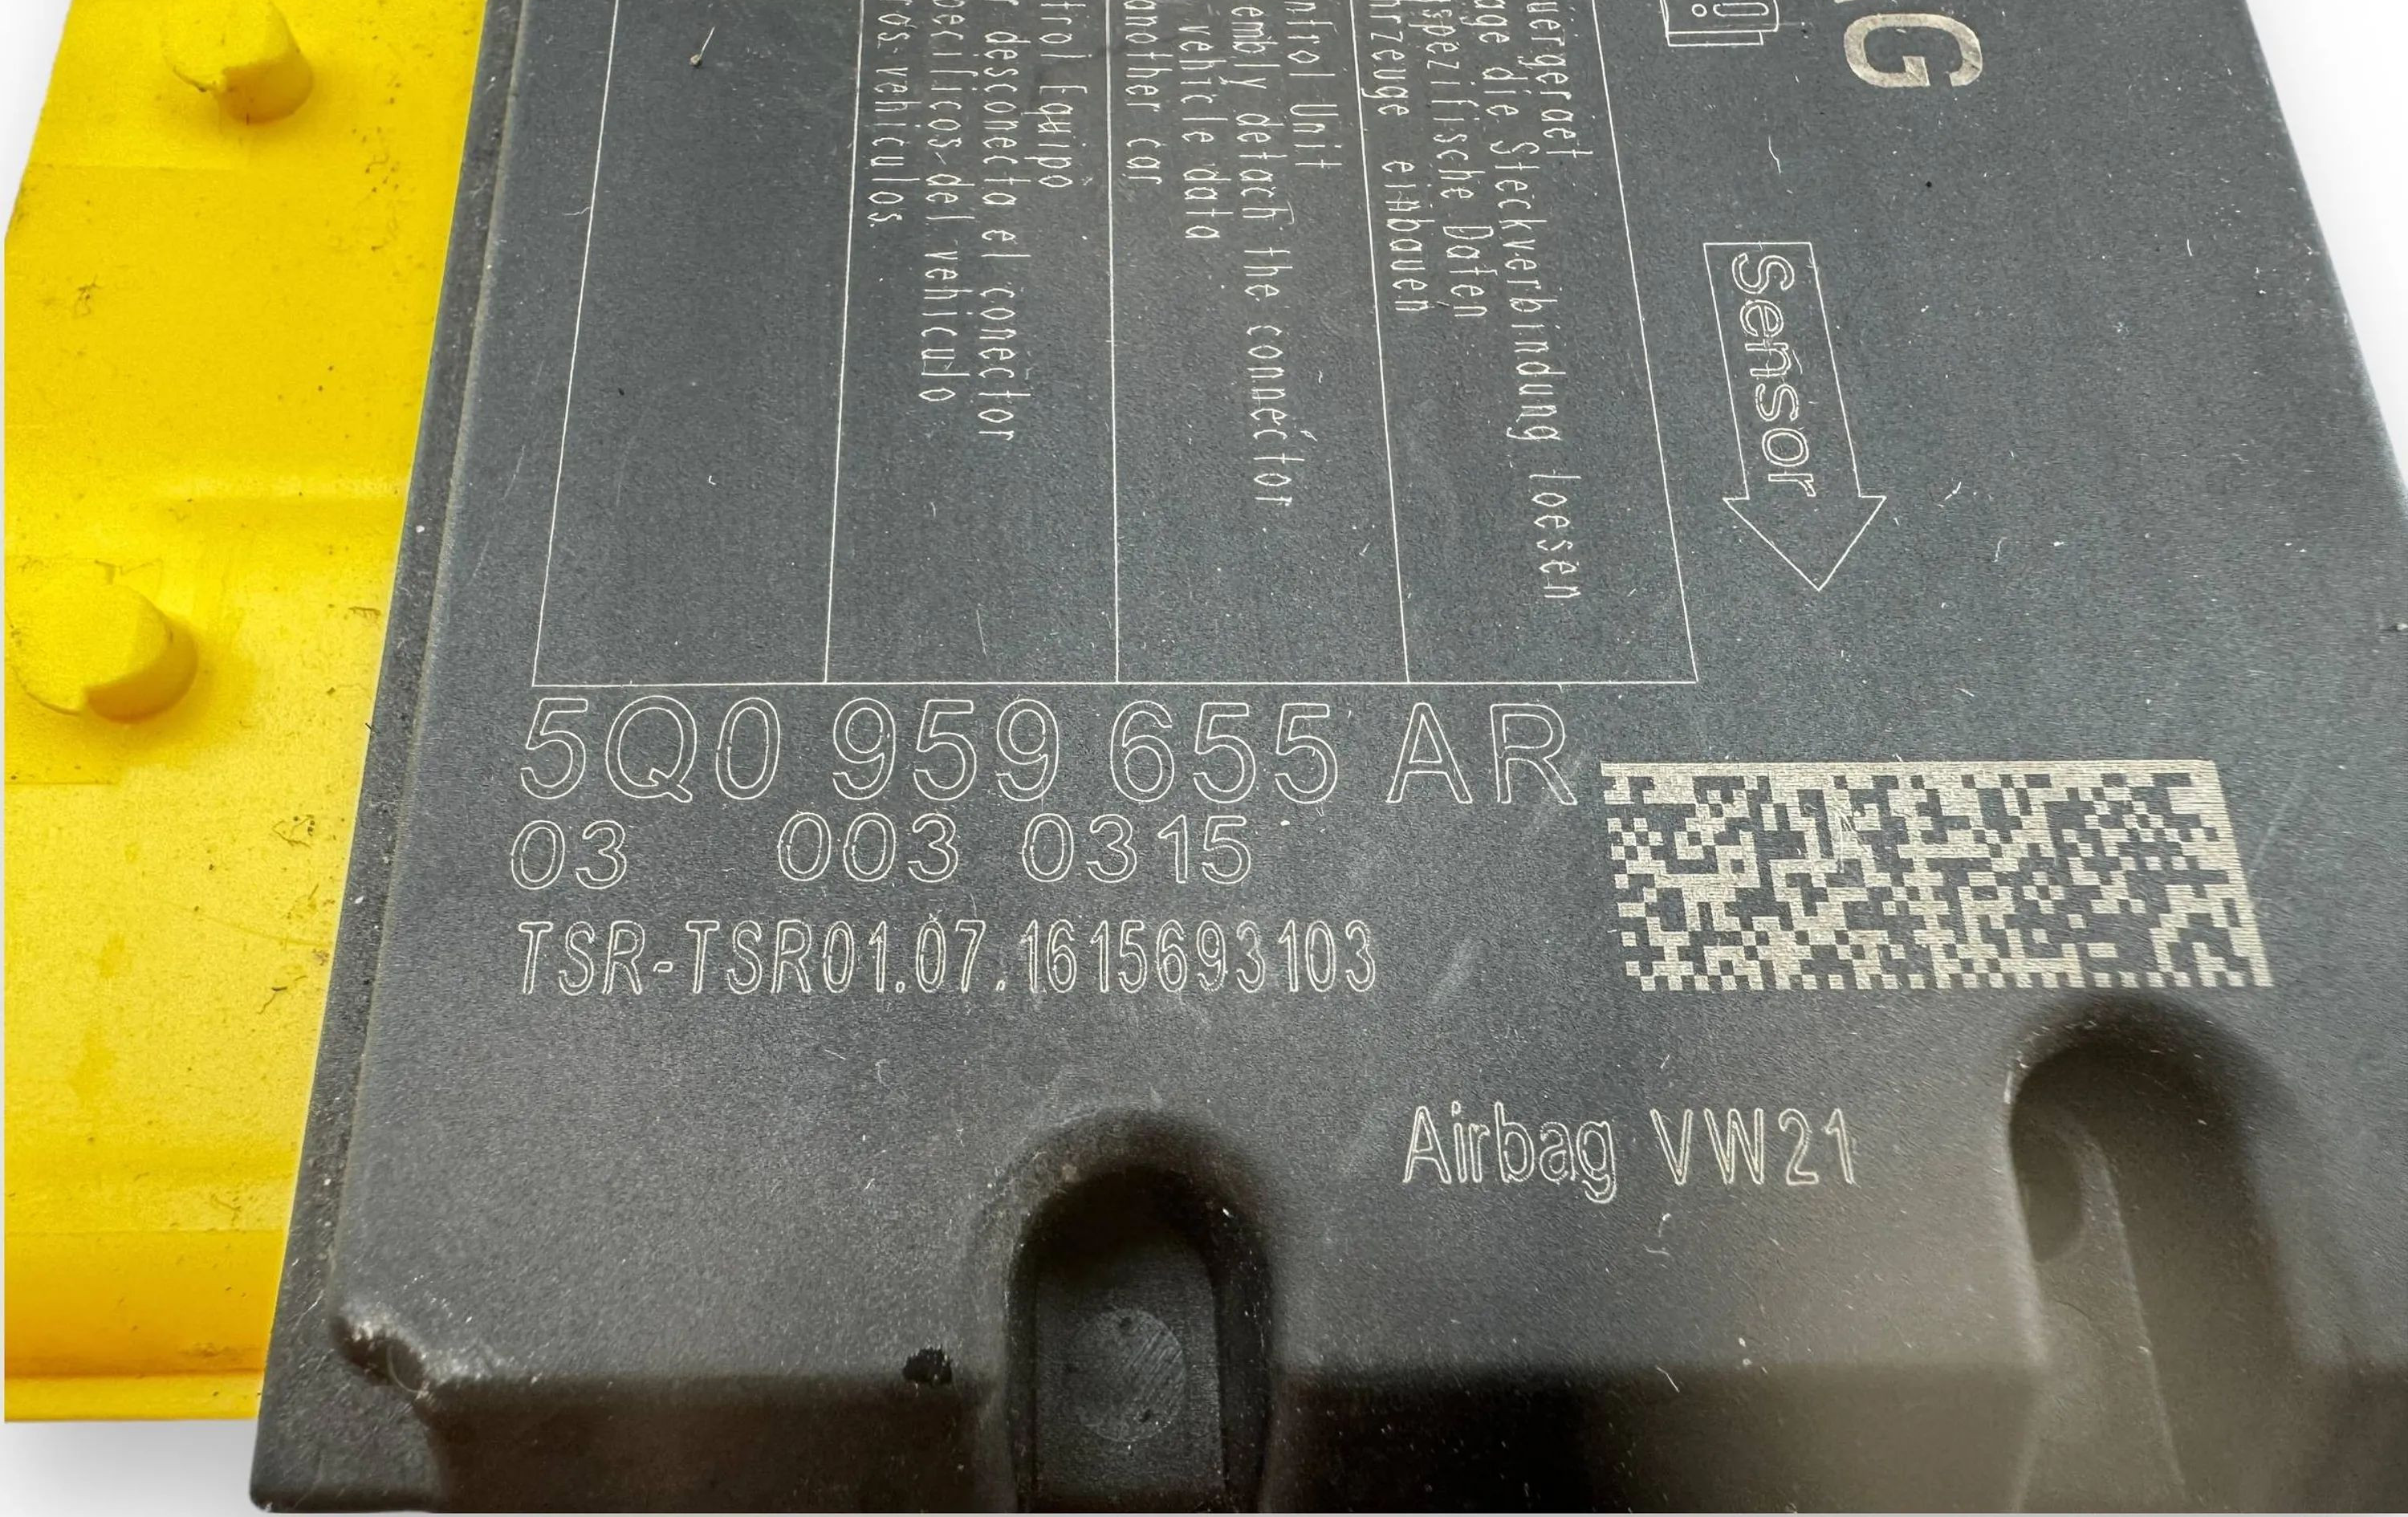 Sensor
uergeraet
age die Steckverbindung loesen
spezifische Daten
hrzeuge einbauen
ntrol Unit
embly detach the connector
vehicle data
another car
trol Equipo
r desconecta el conector
pecificos del vehiculo
ros vehiculos
5Q0 959 655 AR
03 003 0315
TSR-TSR01.07.1615693103
Airbag VW21